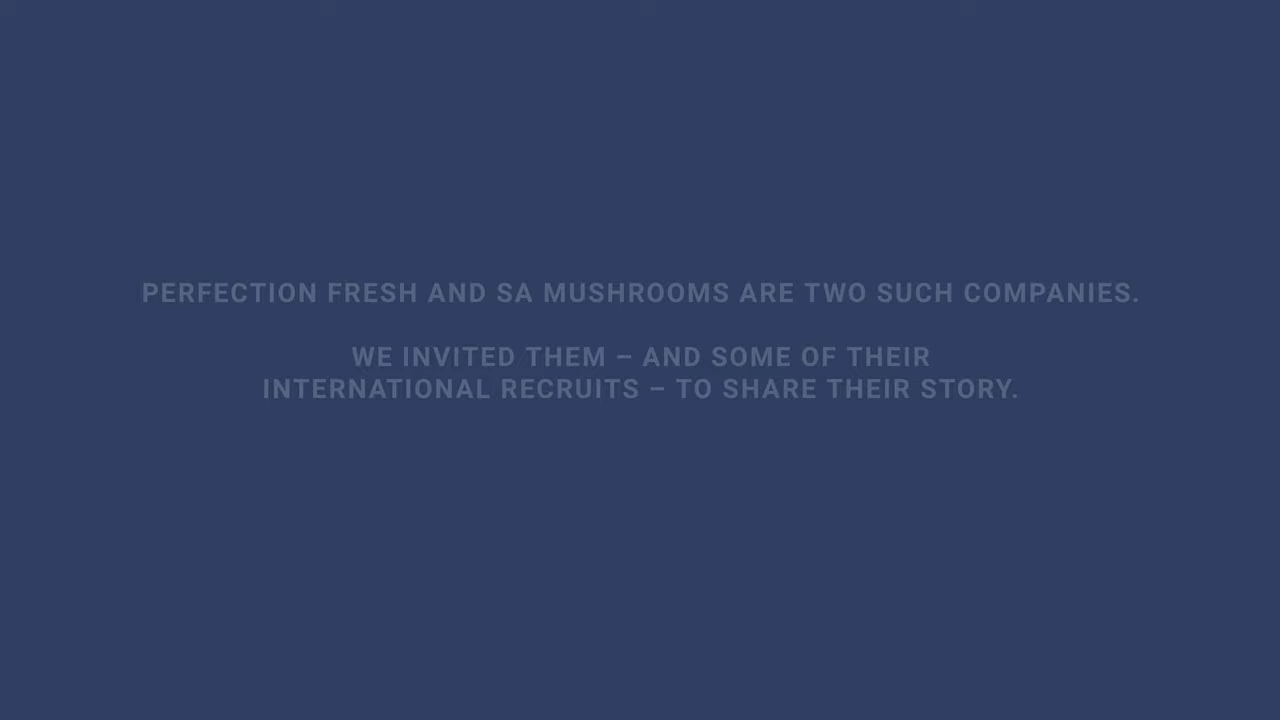 PERFECTION FRESH AND SA MUSHROOMS ARE TWO SUCH COMPANIES.
WE INVITED THEM – AND SOME OF THEIR
INTERNATIONAL RECRUITS – TO SHARE THEIR STORY.